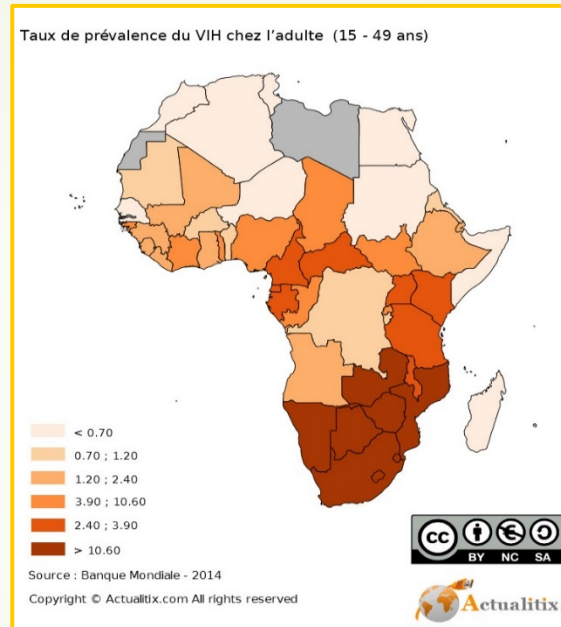 Taux de prévalence du VIH chez l'adulte (15 - 49 ans)
< 0.70
0.70 ; 1.20
1.20 ; 2.40
3.90 ; 10.60
2.40 ; 3.90
> 10.60
Source : Banque Mondiale - 2014
Copyright © Actualitix.com All rights reserved
cc
BY NC SA
Actualitix